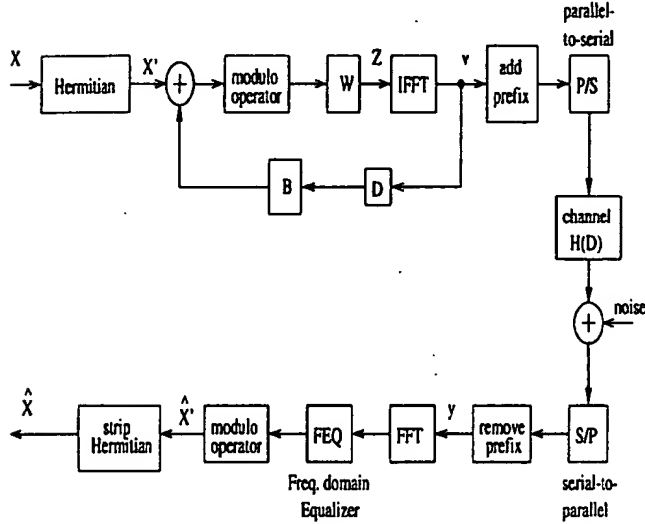 parallel-
to-serial
X
Hermitian
X'
+
modulo
operator
W
Z
IFFT
v
add
prefix
P/S
B
D
channel
H(D)
+
noise
X̂
strip
Hermitian
X̂'
modulo
operator
FEQ
FFT
y
remove
prefix
S/P
Freq. domain
Equalizer
serial-to-
parallel